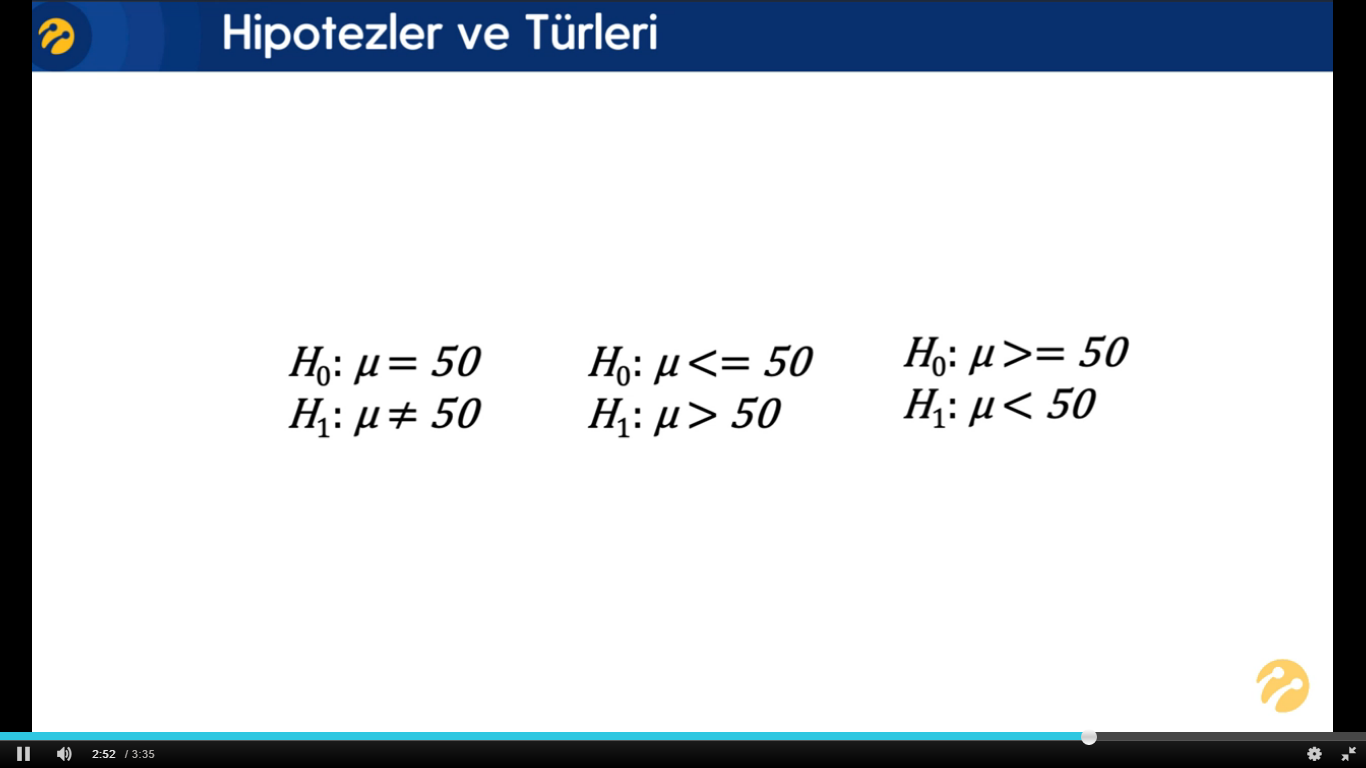 Hipotezler ve Türleri
H₀: μ = 50
H₁: μ ≠ 50
H₀: μ <= 50
H₁: μ > 50
H₀: μ >= 50
H₁: μ < 50
2:52 / 3:35